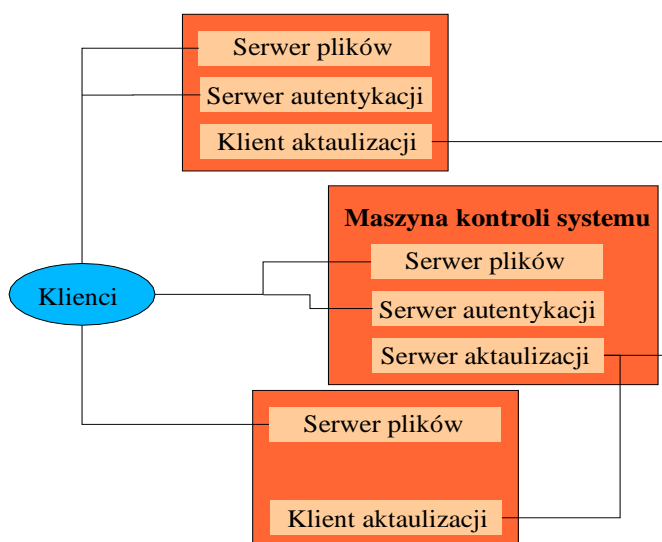 Serwer plików
Serwer autentykacji
Klient aktaulizacji
Maszyna kontroli systemu
Serwer plików
Klienci
Serwer autentykacji
Serwer aktaulizacji
Serwer plików
Klient aktaulizacji